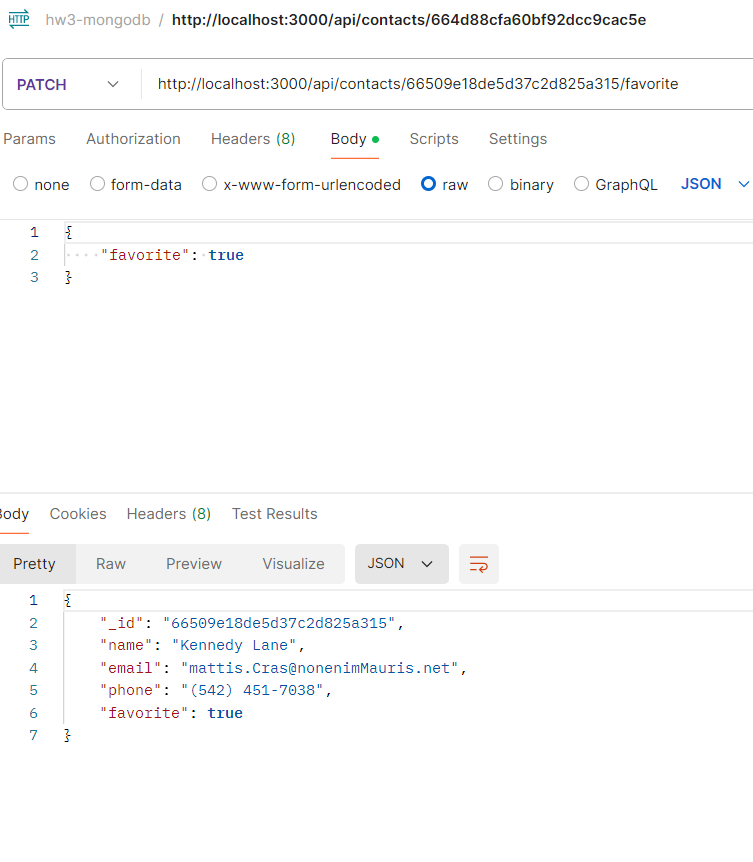 HTTP hw3-mongodb / http://localhost:3000/api/contacts/664d88cfa60bf92dcc9cac5e
PATCH http://localhost:3000/api/contacts/66509e18de5d37c2d825a315/favorite
Params Authorization Headers (8) Body Scripts Settings
none form-data x-www-form-urlencoded raw binary GraphQL JSON
1 {
2 "favorite": true
3 }
Body Cookies Headers (8) Test Results
Pretty Raw Preview Visualize JSON
1 {
2 "_id": "66509e18de5d37c2d825a315",
3 "name": "Kennedy Lane",
4 "email": "mattis.Cras@nonenimMauris.net",
5 "phone": "(542) 451-7038",
6 "favorite": true
7 }